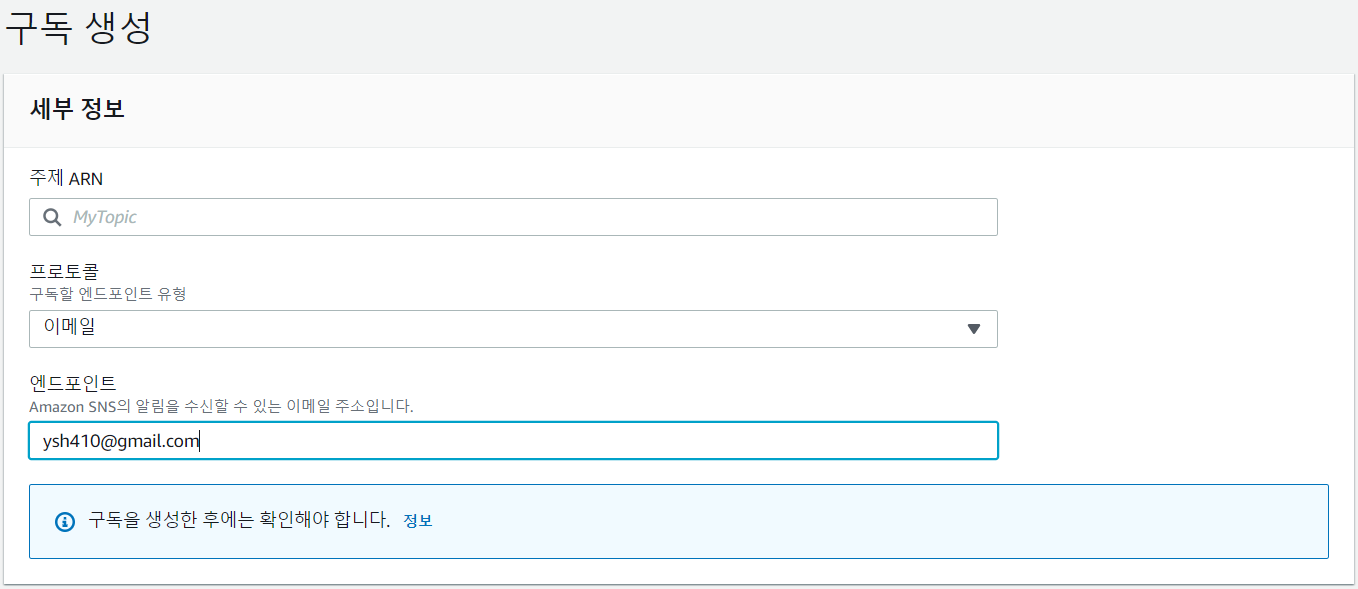 구독 생성
세부 정보
주제 ARN
MyTopic
프로토콜
구독할 엔드포인트 유형
이메일
엔드포인트
Amazon SNS의 알림을 수신할 수 있는 이메일 주소입니다.
ysh410@gmail.com
구독을 생성한 후에는 확인해야 합니다. 정보